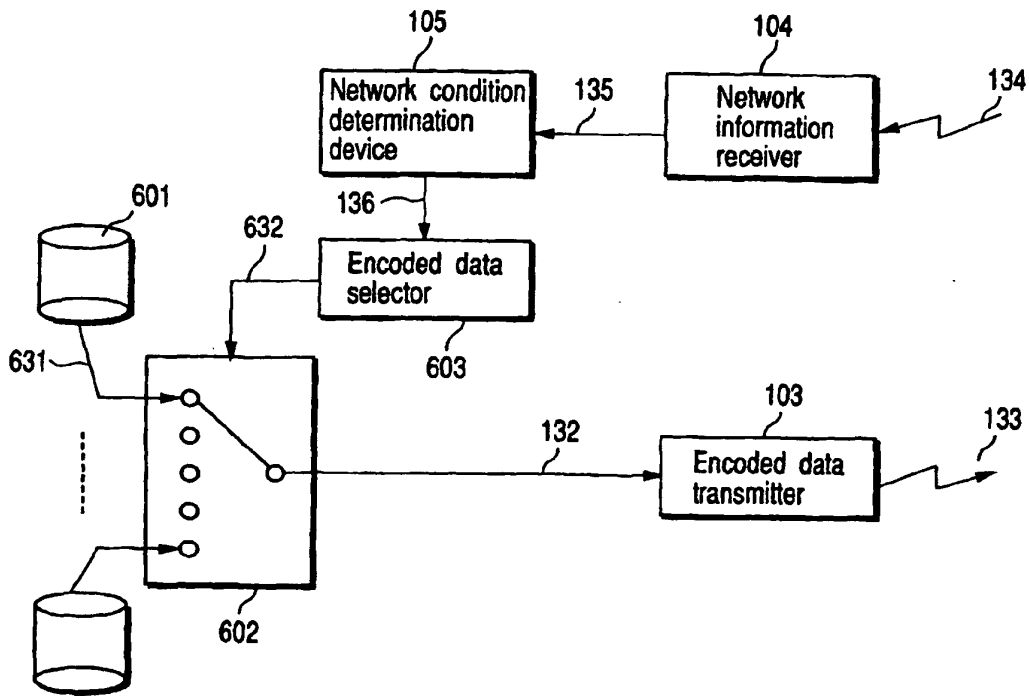 105
104
Network condition
determination
device
135
Network
information
receiver
134
136
601
632
Encoded data
selector
603
631
103
133
132
Encoded data
transmitter
602